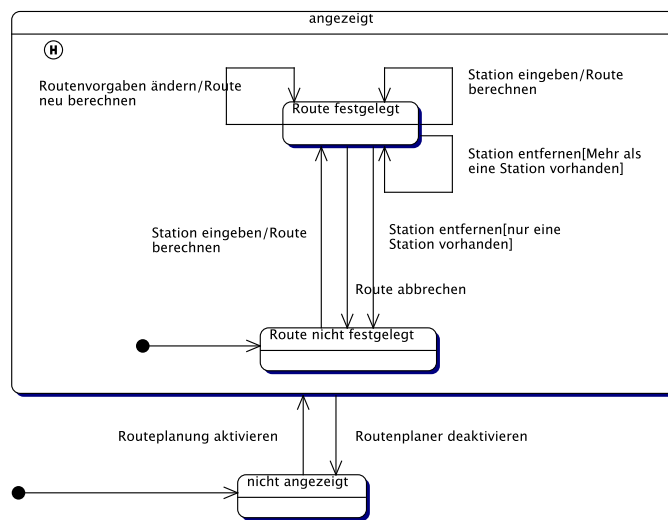 angezeigt
H
Routenvorgaben ändern/Route
neu berechnen
Station eingeben/Route
berechnen
Route festgelegt
Station entfernen[Mehr als
eine Station vorhanden]
Station eingeben/Route
berechnen
Station entfernen[nur eine
Station vorhanden]
Route abbrechen
Route nicht festgelegt
Routeplanung aktivieren
Routenplaner deaktivieren
nicht angezeigt